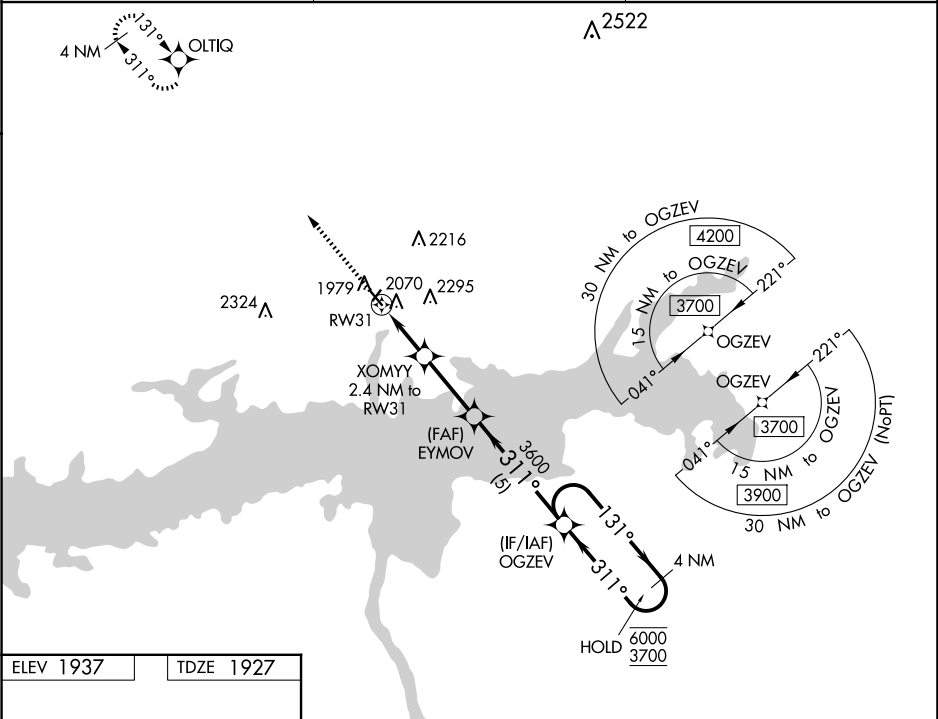 2522
131°
OLTIQ
4 NM
311°
30 NM to OGZEV
4200
2216
15 NM to OGZEV
221°
1979
2070
2295
3700
2324
RW31
OGZEV
221°
XOMYY
2.4 NM to
RW31
041°
OGZEV
3700
(FAF)
EYMOV
3600
311°
(5)
041°
15 NM to OGZEV
3900
30 NM to OGZEV (NoPT)
131°
(IF/IAF)
OGZEV
4 NM
311°
HOLD
6000
3700
ELEV 1937
TDZE 1927